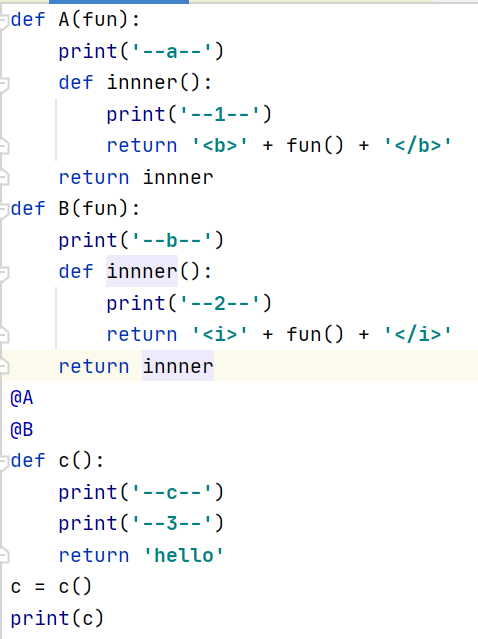 def A(fun):
    print('--a--')
    def innner():
        print('--1--')
        return '<b>' + fun() + '</b>'
    return innner
def B(fun):
    print('--b--')
    def innner():
        print('--2--')
        return '<i>' + fun() + '</i>'
    return innner
@A
@B
def c():
    print('--c--')
    print('--3--')
    return 'hello'
c = c()
print(c)